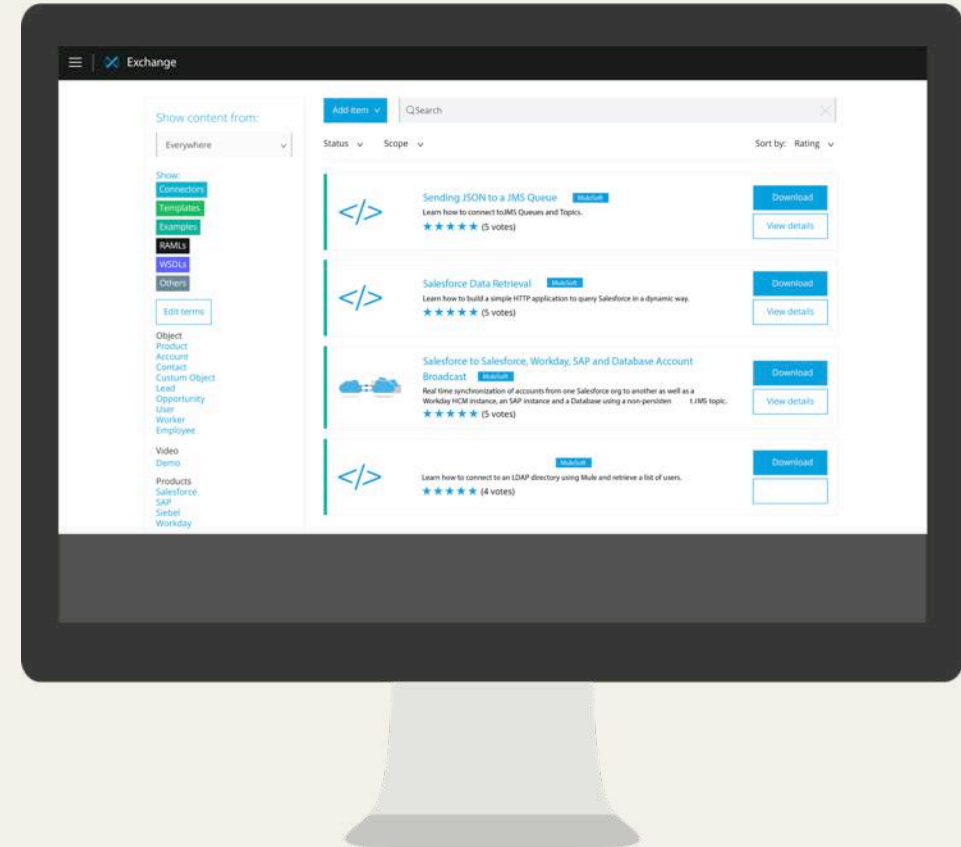 Exchange
Show content from:
Everywhere
Show:
Connectors
Templates
Examples
RAMLs
WSDLs
Others
Edit terms
Object
Product
Account
Contact
Custum Object
Lead
Opportunity
User
Worker
Employee
Video
Demo
Products
Salesforce
SAP
Siebel
Workday
Add item
Search
Status Scope Sort by: Rating
Sending JSON to a JMS Queue MuleSoft
Learn how to connect toJMS Queues and Topics.
(5 votes)
Download
View details
Salesforce Data Retrieval MuleSoft
Learn how to build a simple HTTP application to query Salesforce in a dynamic way.
(5 votes)
Download
View details
Salesforce to Salesforce, Workday, SAP and Database Account
Broadcast MuleSoft
Real time synchronization of accounts from one Salesforce org to another as well as a
Workday HCM instance, an SAP instance and a Database using a non-persisten t JMS topic.
(5 votes)
Download
View details
MuleSoft
Learn how to connect to an LDAP directory using Mule and retrieve a list of users.
(4 votes)
Download